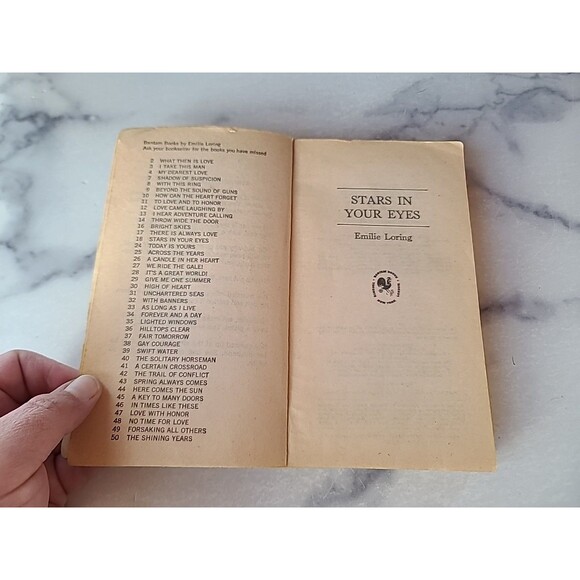 Bantam Books by Emilie Loring
Ask your bookseller for the books you have missed
2 WHAT THEN IS LOVE
3 I TAKE THIS MAN
4 MY DEAREST LOVE
7 SHADOW OF SUSPICION
8 WITH THIS RING
9 BEYOND THE SOUND OF GUNS
10 HOW CAN THE HEART FORGET
11 TO LOVE AND TO HONOR
12 LOVE CAME LAUGHING BY
13 I HEAR ADVENTURE CALLING
14 THROW WIDE THE DOOR
16 BRIGHT SKIES
17 THERE IS ALWAYS LOVE
18 STARS IN YOUR EYES
24 TODAY IS YOURS
25 ACROSS THE YEARS
26 A CANDLE IN HER HEART
27 WE RIDE THE GALE!
28 IT'S A GREAT WORLD!
29 GIVE ME ONE SUMMER
30 HIGH OF HEART
31 UNCHARTERED SEAS
32 WITH BANNERS
33 AS LONG AS I LIVE
34 FOREVER AND A DAY
35 LIGHTED WINDOWS
36 HILLTOPS CLEAR
37 FAIR TOMORROW
38 GAY COURAGE
39 SWIFT WATER
40 THE SOLITARY HORSEMAN
41 A CERTAIN CROSSROAD
42 THE TRAIL OF CONFLICT
43 SPRING ALWAYS COMES
44 HERE COMES THE SUN
45 A KEY TO MANY DOORS
46 IN TIMES LIKE THESE
47 LOVE WITH HONOR
48 NO TIME FOR LOVE
49 FORSAKING ALL OTHERS
50 THE SHINING YEARS
STARS IN
YOUR EYES
Emilie Loring